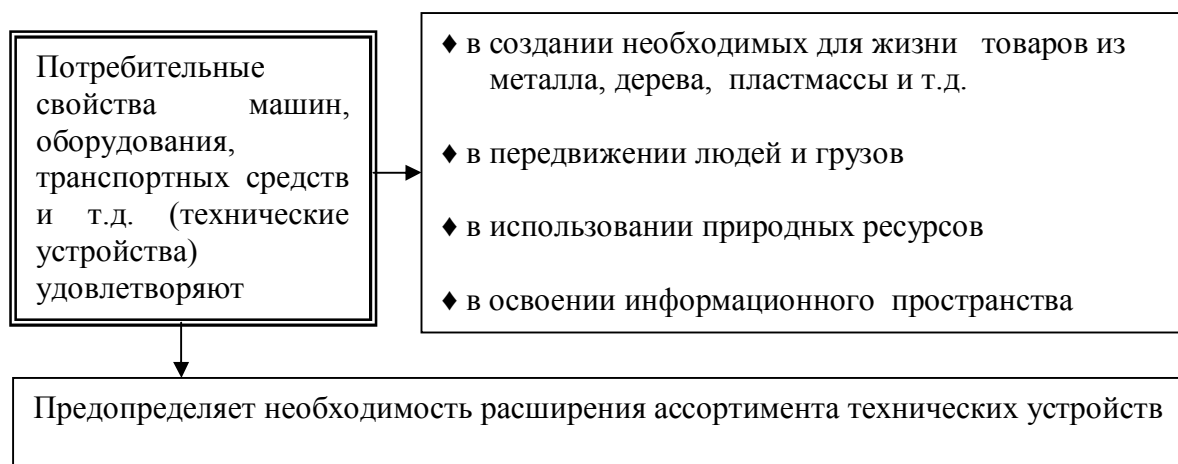 Потребительные
свойства машин,
оборудования,
транспортных средств
и т.д. (технические
устройства)
удовлетворяют
♦ в создании необходимых для жизни товаров из
металла, дерева, пластмассы и т.д.
♦ в передвижении людей и грузов
♦ в использовании природных ресурсов
♦ в освоении информационного пространства
Предопределяет необходимость расширения ассортимента технических устройств